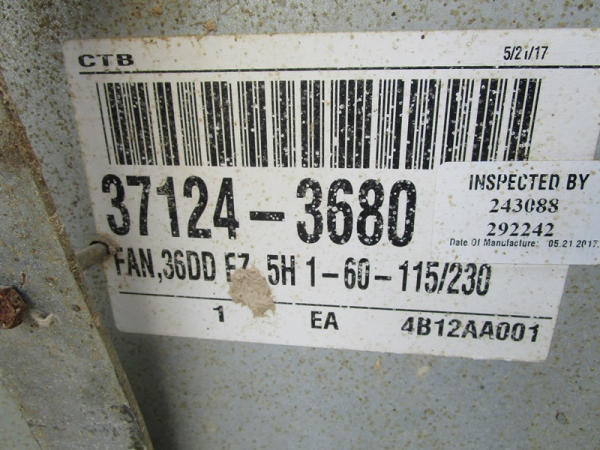 CTB 5/21/17
37124-3680
INSPECTED BY
243088
292242
Date Of Manufacture: 05.21.2017
FAN,36DD EZ, 5H 1-60-115/230
1 EA 4B12AA001